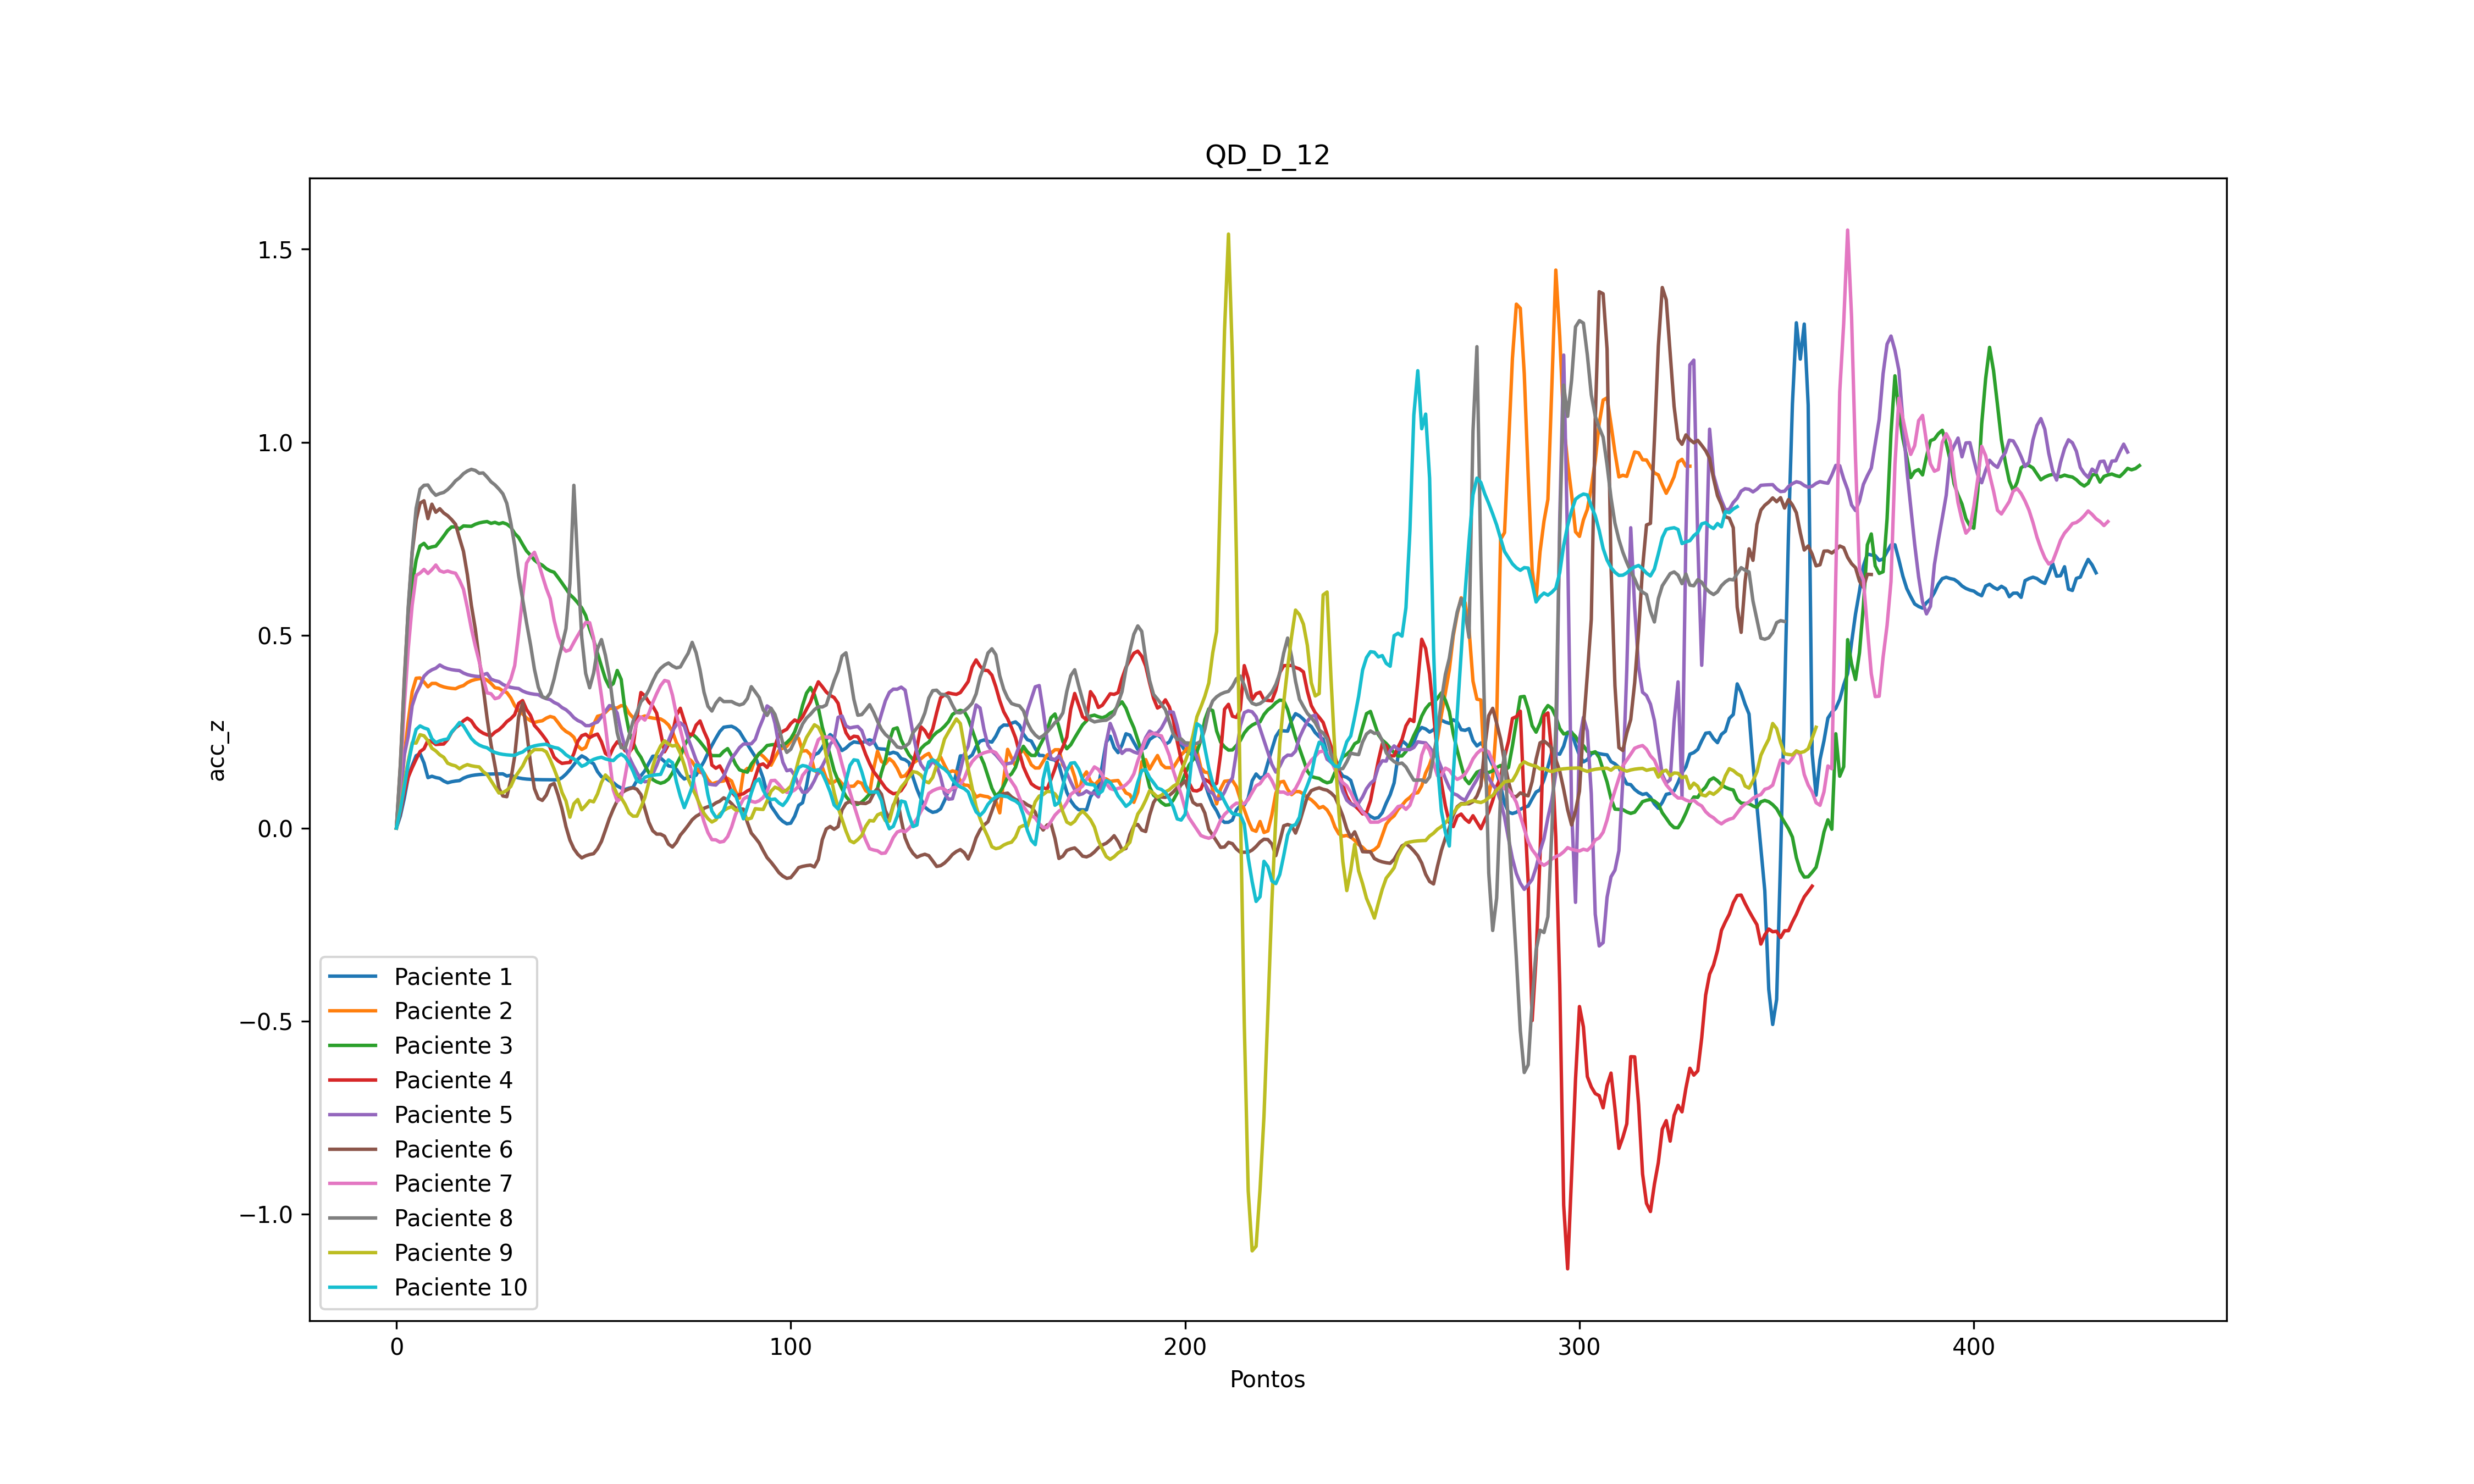 QD_D_12
1.5
1.0
0.5
0.0
−0.5
−1.0
acc_z
Paciente 1
Paciente 2
Paciente 3
Paciente 4
Paciente 5
Paciente 6
Paciente 7
Paciente 8
Paciente 9
Paciente 10
0 100 200 300 400
Pontos